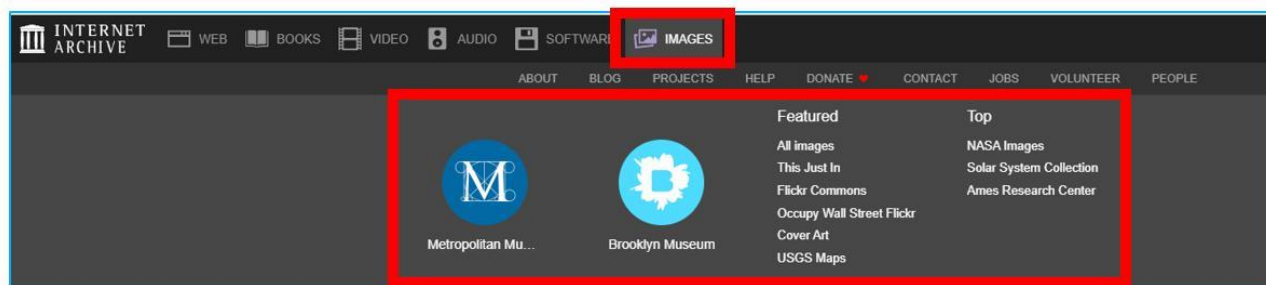 INTERNET ARCHIVE
WEB BOOKS VIDEO AUDIO SOFTWARE IMAGES
ABOUT BLOG PROJECTS HELP DONATE CONTACT JOBS VOLUNTEER PEOPLE
M
Metropolitan Mu...
B
Brooklyn Museum
Featured
All images
This Just In
Flickr Commons
Occupy Wall Street Flickr
Cover Art
USGS Maps
Top
NASA Images
Solar System Collection
Ames Research Center